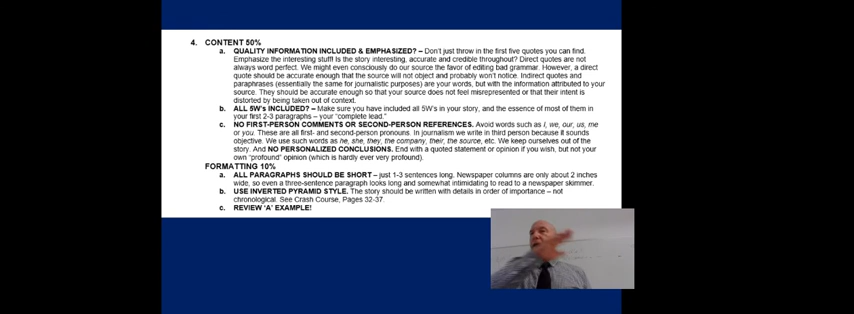 4. CONTENT 50%
a. QUALITY INFORMATION INCLUDED & EMPHASIZED? – Don't just throw in the first five quotes you can find.
Emphasize the interesting stuff! Is the story interesting, accurate and credible throughout? Direct quotes are not
always word perfect. We might even consciously do our source the favor of editing bad grammar. However, a direct
quote should be accurate enough that the source will not object and probably won't notice. Indirect quotes and
paraphrases (essentially the same for journalistic purposes) are your words, but with the information attributed to your
source. They should be accurate enough so that your source does not feel misrepresented or that their intent is
distorted by being taken out of context.
b. ALL 5W'S INCLUDED? – Make sure you have included all 5W's in your story, and the essence of most of them in
your first 2-3 paragraphs – your "complete lead."
c. NO FIRST-PERSON COMMENTS OR SECOND-PERSON REFERENCES. Avoid words such as I, we, our, us, me
or you. These are all first- and second-person pronouns. In journalism we write in third person because it sounds
objective. We use such words as he, she, they, the company, their, the source, etc. We keep ourselves out of the
story. And NO PERSONALIZED CONCLUSIONS. End with a quoted statement or opinion if you wish, but not your
own "profound" opinion (which is hardly ever very profound).
FORMATTING 10%
a. ALL PARAGRAPHS SHOULD BE SHORT – just 1-3 sentences long. Newspaper columns are only about 2 inches
wide, so even a three-sentence paragraph looks long and somewhat intimidating to read to a newspaper skimmer.
b. USE INVERTED PYRAMID STYLE. The story should be written with details in order of importance – not
chronological. See Crash Course, Pages 32-37.
c. REVIEW 'A' EXAMPLE!